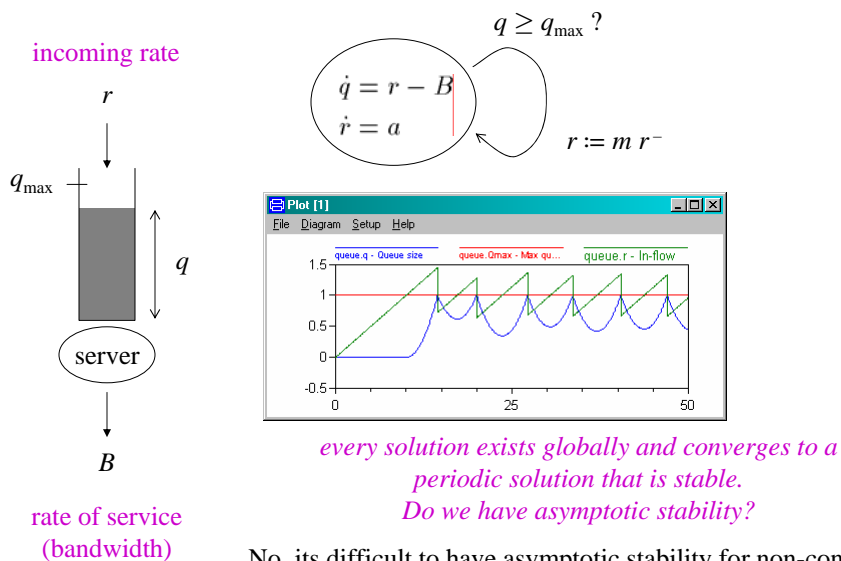 incoming rate
r
q_max
q
server
B
rate of service
(bandwidth)
q ≥ q_max ?
q̇ = r − B
ṙ = a
r := m r⁻
Plot [1]
File Diagram Setup Help
queue.q - Queue size queue.Qmax - Max qu... queue.r - In-flow
1.5
1
0.5
0
-0.5
0 25 50
every solution exists globally and converges to a
periodic solution that is stable.
Do we have asymptotic stability?
No, its difficult to have asymptotic stability for non-con